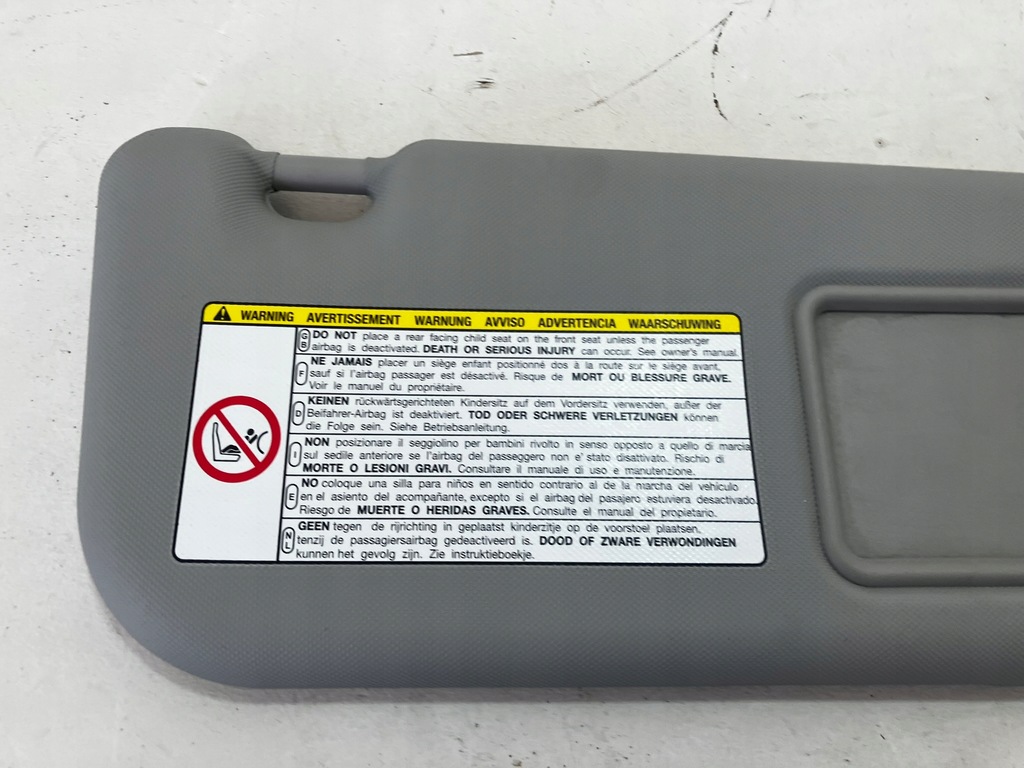 WARNING AVERTISSEMENT WARNUNG AVVISO ADVERTENCIA WAARSCHUWING
GB DO NOT place a rear facing child seat on the front seat unless the passenger
airbag is deactivated. DEATH OR SERIOUS INJURY can occur. See owner's manual.
F NE JAMAIS placer un siège enfant positionné dos à la route sur le siège avant,
sauf si l'airbag passager est désactivé. Risque de MORT OU BLESSURE GRAVE.
Voir le manuel du propriétaire.
D KEINEN rückwärtsgerichteten Kindersitz auf dem Vordersitz verwenden, außer der
Beifahrer-Airbag ist deaktiviert. TOD ODER SCHWERE VERLETZUNGEN können
die Folge sein. Siehe Betriebsanleitung.
I NON posizionare il seggiolino per bambini rivolto in senso opposto a quello di marcia
sul sedile anteriore se l'airbag del passeggero non e' stato disattivato. Rischio di
MORTE O LESIONI GRAVI. Consultare il manuale di uso e manutenzione.
E NO coloque una silla para niños en sentido contrario al de la marcha del vehículo
en el asiento del acompañante, excepto si el airbag del pasajero estuviera desactivado.
Riesgo de MUERTE O HERIDAS GRAVES. Consulte el manual del propietario.
NL GEEN tegen de rijrichting in geplaatst kinderzitje op de voorstoel plaatsen,
tenzij de passagiersairbag gedeactiveerd is. DOOD OF ZWARE VERWONDINGEN
kunnen het gevolg zijn. Zie instruktieboekje.